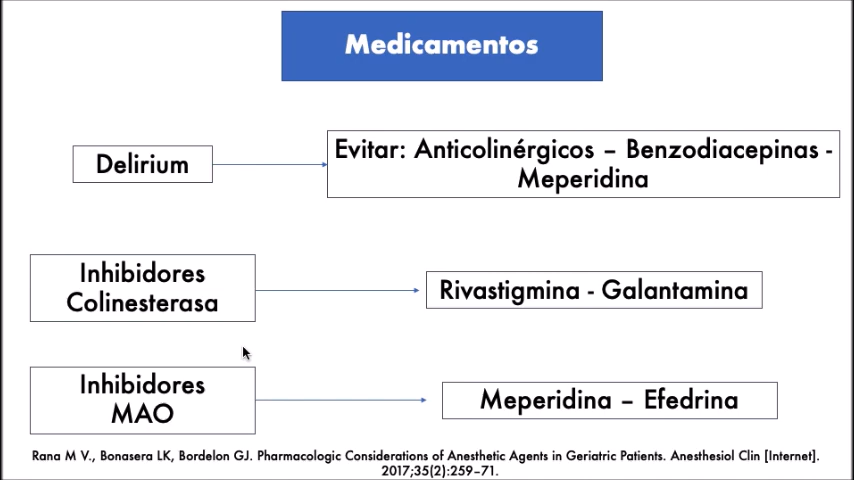 Medicamentos
Delirium
Evitar: Anticolinérgicos – Benzodiacepinas -
Meperidina
Inhibidores
Colinesterasa
Rivastigmina - Galantamina
Inhibidores
MAO
Meperidina – Efedrina
Rana M V., Bonasera LK, Bordelon GJ. Pharmacologic Considerations of Anesthetic Agents in Geriatric Patients. Anesthesiol Clin [Internet].
2017;35(2):259–71.